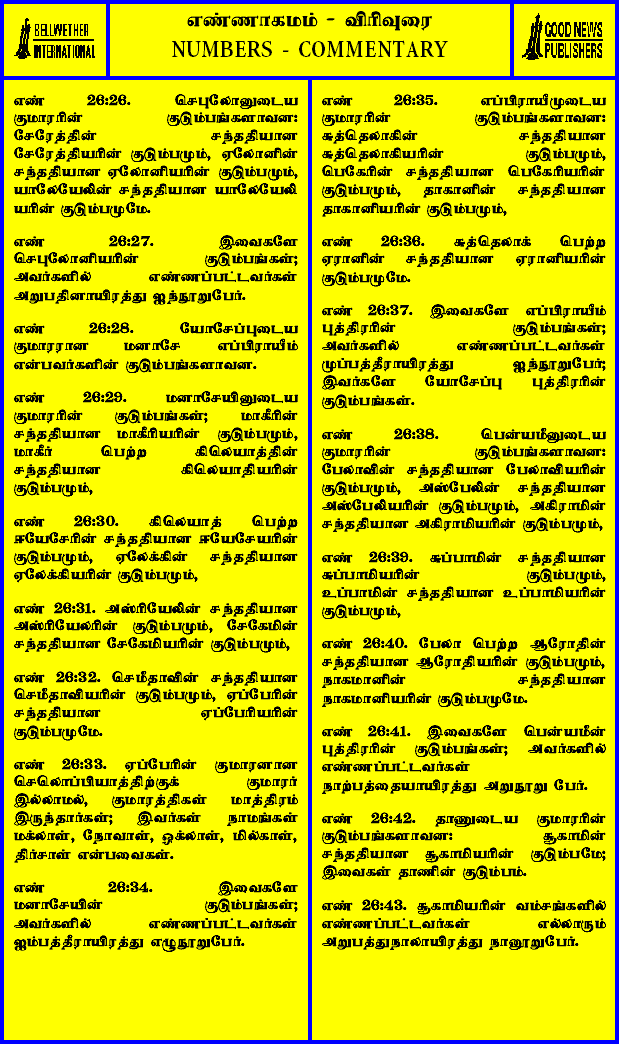 BELLWETHER
INTERNATIONAL
எண்ணாகமம் - விரிவுரை
NUMBERS - COMMENTARY
GOOD NEWS
PUBLISHERS
எண் 26:26. செபுலோனுடைய
குமாரரின் குடும்பங்களாவன:
சேரேத்தின் சந்ததியான
சேரேத்தியரின் குடும்பமும், ஏலோனின்
சந்ததியான ஏலோனியரின் குடும்பமும்,
யாலேயேலின் சந்ததியான யாலேயேலி
யரின் குடும்பமுமே.
எண் 26:27. இவைகளே
செபுலோனியரின் குடும்பங்கள்;
அவர்களில் எண்ணப்பட்டவர்கள்
அறுபதினாயிரத்து ஐந்நூறுபேர்.
எண் 26:28. யோசேப்புடைய
குமாரரான மனாசே எப்பிராயீம்
என்பவர்களின் குடும்பங்களாவன.
எண் 26:29. மனாசேயினுடைய
குமாரரின் குடும்பங்கள்; மாகீரின்
சந்ததியான மாகீரியரின் குடும்பமும்,
மாகீர் பெற்ற கிலெயாத்தின்
சந்ததியான கிலெயாதியரின்
குடும்பமும்,
எண் 26:30. கிலெயாத் பெற்ற
ஈயேசேரின் சந்ததியான ஈயேசேயரின்
குடும்பமும், ஏலேக்கின் சந்ததியான
ஏலேக்கியரின் குடும்பமும்,
எண் 26:31. அஸ்ரியேலின் சந்ததியான
அஸ்ரியேலரின் குடும்பமும், சேகேமின்
சந்ததியான சேகேமியரின் குடும்பமும்,
எண் 26:32. செமீதாவின் சந்ததியான
செமீதாவியரின் குடும்பமும், ஏப்பேரின்
சந்ததியான ஏப்பேரியரின்
குடும்பமுமே.
எண் 26:33. ஏப்பேரின் குமாரனான
செலொப்பியாத்திற்குக் குமாரர்
இல்லாமல், குமாரத்திகள் மாத்திரம்
இருந்தார்கள்; இவர்கள் நாமங்கள்
மக்லாள், நோவாள், ஒக்லாள், மில்காள்,
திர்சாள் என்பவைகள்.
எண் 26:34. இவைகளே
மனாசேயின் குடும்பங்கள்;
அவர்களில் எண்ணப்பட்டவர்கள்
ஐம்பத்தீராயிரத்து எழுநூறுபேர்.
எண் 26:35. எப்பிராயீமுடைய
குமாரரின் குடும்பங்களாவன:
சுத்தெலாகின் சந்ததியான
சுத்தெலாகியரின் குடும்பமும்,
பெகேரின் சந்ததியான பெகேரியரின்
குடும்பமும், தாகானின் சந்ததியான
தாகானியரின் குடும்பமும்,
எண் 26:36. சுத்தெலாக் பெற்ற
ஏரானின் சந்ததியான ஏரானியரின்
குடும்பமுமே.
எண் 26:37. இவைகளே எப்பிராயீம்
புத்திரரின் குடும்பங்கள்;
அவர்களில் எண்ணப்பட்டவர்கள்
முப்பத்தீராயிரத்து ஐந்நூறுபேர்;
இவர்களே யோசேப்பு புத்திரரின்
குடும்பங்கள்.
எண் 26:38. பென்யமீனுடைய
குமாரரின் குடும்பங்களாவன:
பேலாவின் சந்ததியான பேலாவியரின்
குடும்பமும், அஸ்பேலின் சந்ததியான
அஸ்பேலியரின் குடும்பமும், அகிராமின்
சந்ததியான அகிராமியரின் குடும்பமும்,
எண் 26:39. சுப்பாமின் சந்ததியான
சுப்பாமியரின் குடும்பமும்,
உப்பாமின் சந்ததியான உப்பாமியரின்
குடும்பமும்,
எண் 26:40. பேலா பெற்ற ஆரோதின்
சந்ததியான ஆரோதியரின் குடும்பமும்,
நாகமானின் சந்ததியான
நாகமானியரின் குடும்பமுமே.
எண் 26:41. இவைகளே பென்யமீன்
புத்திரரின் குடும்பங்கள்; அவர்களில்
எண்ணப்பட்டவர்கள்
நாற்பத்தையாயிரத்து அறுநூறு பேர்.
எண் 26:42. தாணுடைய குமாரரின்
குடும்பங்களாவன: சூகாமின்
சந்ததியான சூகாமியரின் குடும்பமே;
இவைகள் தாணின் குடும்பம்.
எண் 26:43. சூகாமியரின் வம்சங்களில்
எண்ணப்பட்டவர்கள் எல்லாரும்
அறுபத்துநாலாயிரத்து நானூறுபேர்.